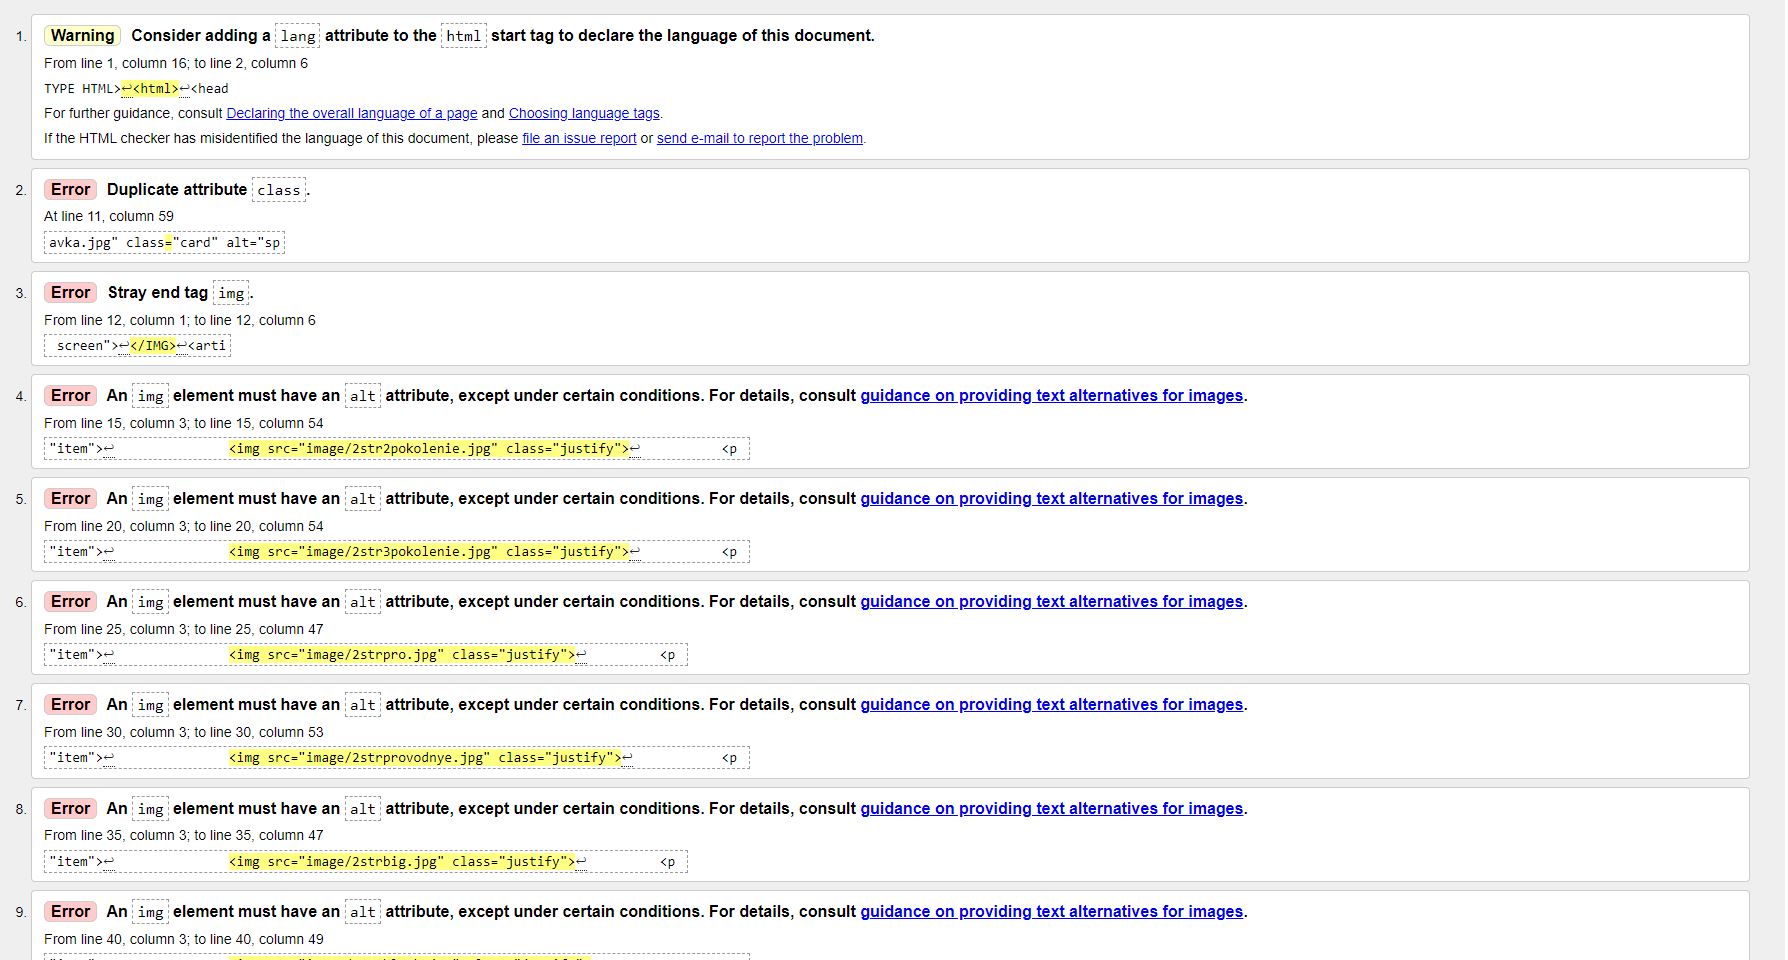 1. Warning Consider adding a lang attribute to the html start tag to declare the language of this document.
From line 1, column 16; to line 2, column 6
TYPE HTML>↩<html>↩<head
For further guidance, consult Declaring the overall language of a page and Choosing language tags.
If the HTML checker has misidentified the language of this document, please file an issue report or send e-mail to report the problem.
2. Error Duplicate attribute class.
At line 11, column 59
avka.jpg" class="card" alt="sp
3. Error Stray end tag img.
From line 12, column 1; to line 12, column 6
screen">↩</IMG>↩<arti
4. Error An img element must have an alt attribute, except under certain conditions. For details, consult guidance on providing text alternatives for images.
From line 15, column 3; to line 15, column 54
"item">↩ <img src="image/2str2pokolenie.jpg" class="justify">↩ <p
5. Error An img element must have an alt attribute, except under certain conditions. For details, consult guidance on providing text alternatives for images.
From line 20, column 3; to line 20, column 54
"item">↩ <img src="image/2str3pokolenie.jpg" class="justify">↩ <p
6. Error An img element must have an alt attribute, except under certain conditions. For details, consult guidance on providing text alternatives for images.
From line 25, column 3; to line 25, column 47
"item">↩ <img src="image/2strpro.jpg" class="justify">↩ <p
7. Error An img element must have an alt attribute, except under certain conditions. For details, consult guidance on providing text alternatives for images.
From line 30, column 3; to line 30, column 53
"item">↩ <img src="image/2strprovodnye.jpg" class="justify">↩ <p
8. Error An img element must have an alt attribute, except under certain conditions. For details, consult guidance on providing text alternatives for images.
From line 35, column 3; to line 35, column 47
"item">↩ <img src="image/2strbig.jpg" class="justify">↩ <p
9. Error An img element must have an alt attribute, except under certain conditions. For details, consult guidance on providing text alternatives for images.
From line 40, column 3; to line 40, column 49